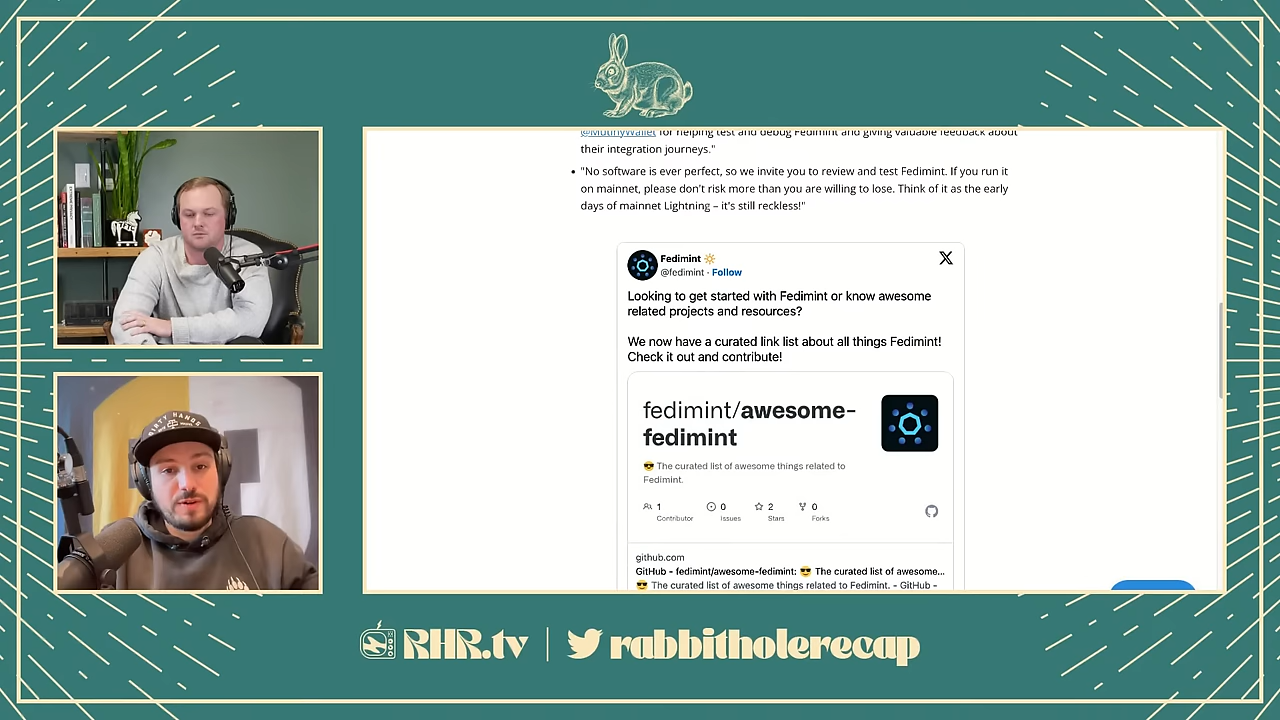 @MutinyWallet for helping test and debug Fedimint and giving valuable feedback about
their integration journeys."
• "No software is ever perfect, so we invite you to review and test Fedimint. If you run it
on mainnet, please don't risk more than you are willing to lose. Think of it as the early
days of mainnet Lightning – it's still reckless!"
Fedimint 🔆
@fedimint · Follow
Looking to get started with Fedimint or know awesome
related projects and resources?
We now have a curated link list about all things Fedimint!
Check it out and contribute!
fedimint/awesome-
fedimint
😎 The curated list of awesome things related to
Fedimint.
1 0 2 0
Contributor Issues Stars Forks
github.com
GitHub - fedimint/awesome-fedimint: 😎 The curated list of awesome...
😎 The curated list of awesome things related to Fedimint. - GitHub -
DIRTY HANDS
RHR.tv | rabbitholerecap